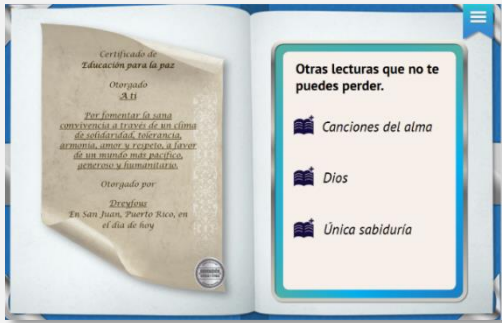 Certificado de
Educación para la paz
Otorgado
A ti
Por fomentar la sana
convivencia a través de un clima
de solidaridad, tolerancia,
armonía, amor y respeto, a favor
de un mundo más pacífico,
generoso y humanitario.
Otorgado por
Dreyfous
En San Juan, Puerto Rico, en
el día de hoy
Otras lecturas que no te
puedes perder.
Canciones del alma
Dios
Única sabiduría